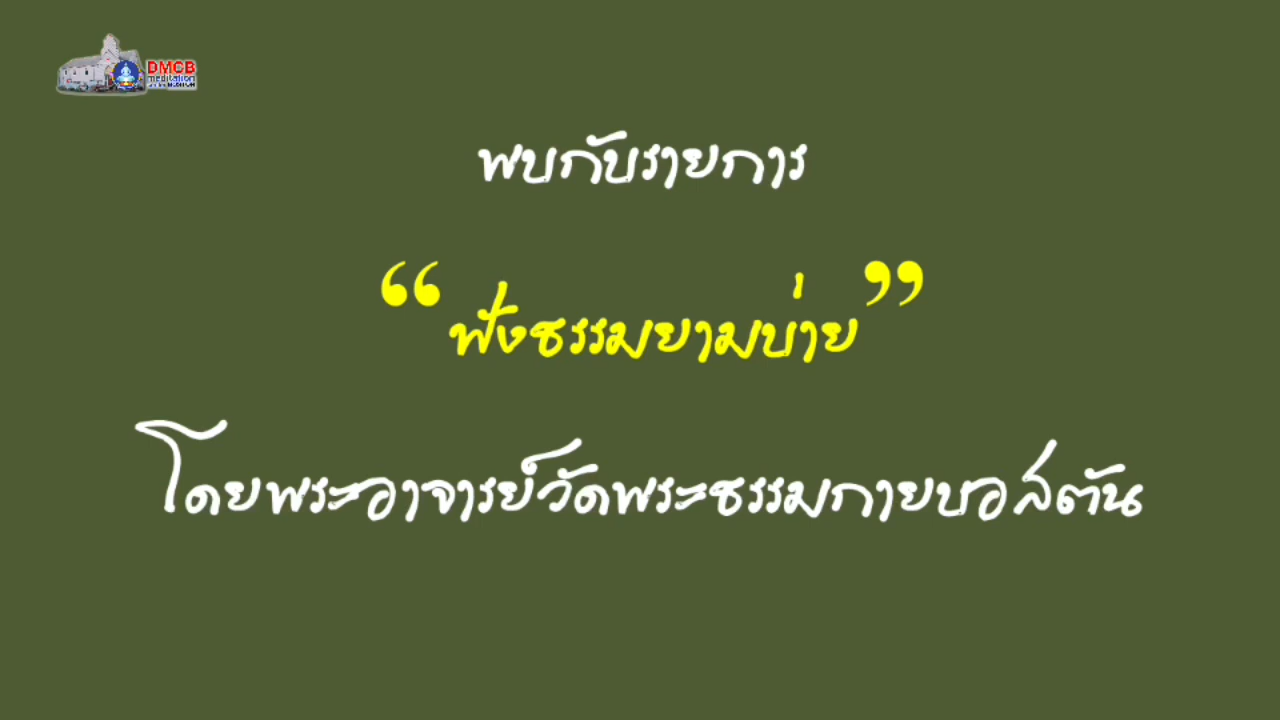 DMCB
meditation
พบกับรายการ
“ฟังธรรมยามบ่าย”
โดยพระอาจารย์วัดพระธรรมกายบอสตัน